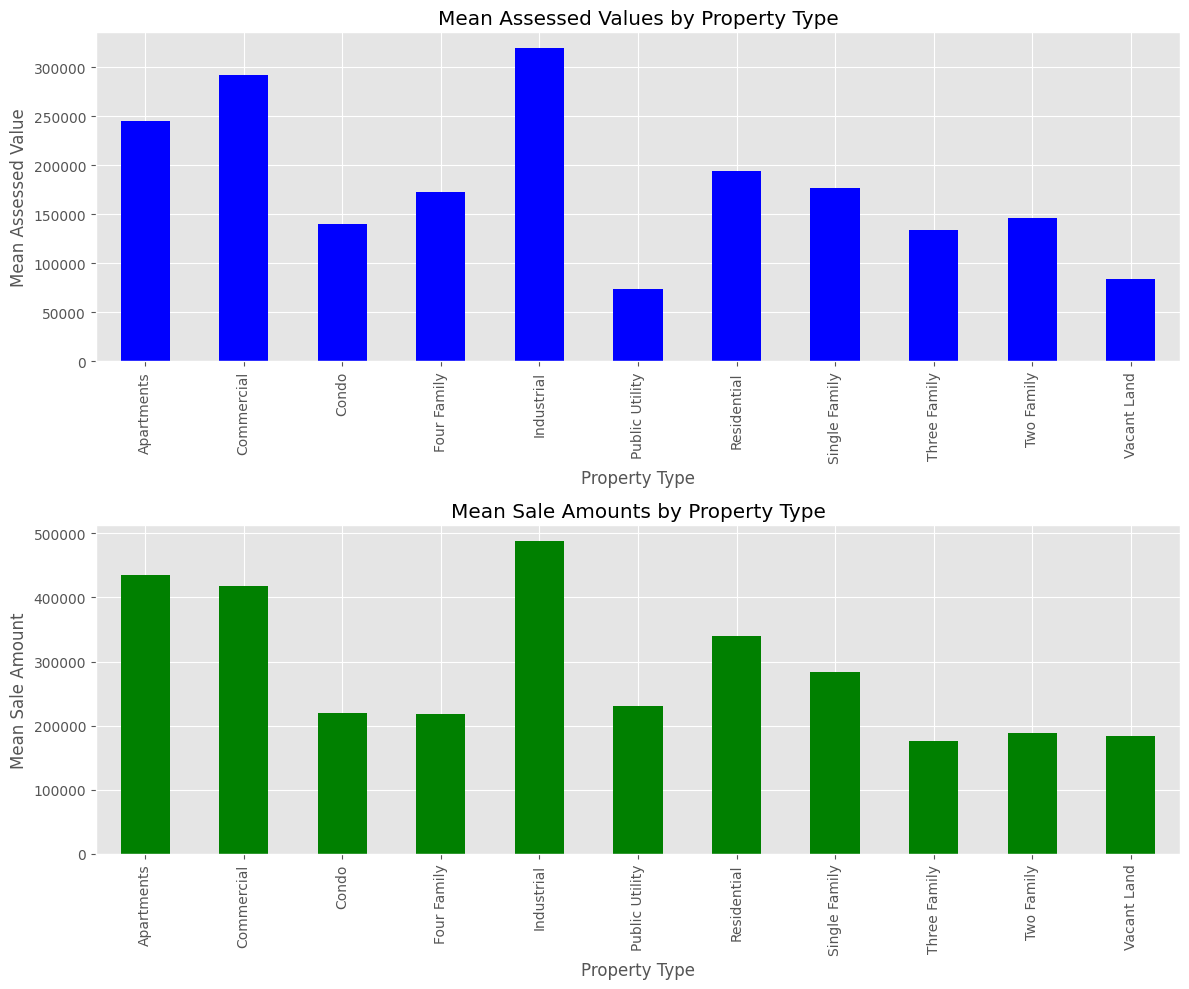 Mean Assessed Values by Property Type
Mean Assessed Value
300000
250000
200000
150000
100000
50000
0
Apartments
Commercial
Condo
Four Family
Industrial
Public Utility
Residential
Single Family
Three Family
Two Family
Vacant Land
Property Type
Mean Sale Amounts by Property Type
Mean Sale Amount
500000
400000
300000
200000
100000
0
Apartments
Commercial
Condo
Four Family
Industrial
Public Utility
Residential
Single Family
Three Family
Two Family
Vacant Land
Property Type